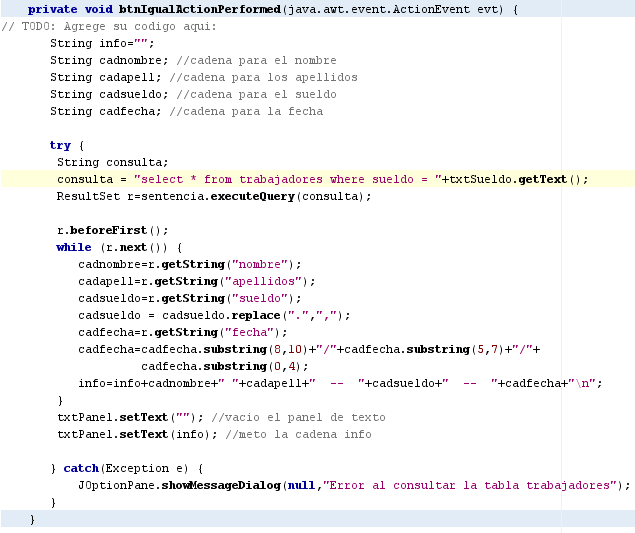 private void btnIgualActionPerformed(java.awt.event.ActionEvent evt) {
// TODO: Agrege su codigo aqui:
String info="";
String cadnombre; //cadena para el nombre
String cadapell; //cadena para los apellidos
String cadsueldo; //cadena para el sueldo
String cadfecha; //cadena para la fecha
try {
String consulta;
consulta = "select * from trabajadores where sueldo = "+txtSueldo.getText();
ResultSet r=sentencia.executeQuery(consulta);
r.beforeFirst();
while (r.next()) {
cadnombre=r.getString("nombre");
cadapell=r.getString("apellidos");
cadsueldo=r.getString("sueldo");
cadsueldo = cadsueldo.replace(".",",");
cadfecha=r.getString("fecha");
cadfecha=cadfecha.substring(8,10)+"/"+cadfecha.substring(5,7)+"/"+
cadfecha.substring(0,4);
info=info+cadnombre+" "+cadapell+"  --  "+cadsueldo+"  --  "+cadfecha+"\n";
}
txtPanel.setText(""); //vacio el panel de texto
txtPanel.setText(info); //meto la cadena info
} catch(Exception e) {
JOptionPane.showMessageDialog(null,"Error al consultar la tabla trabajadores");
}
}